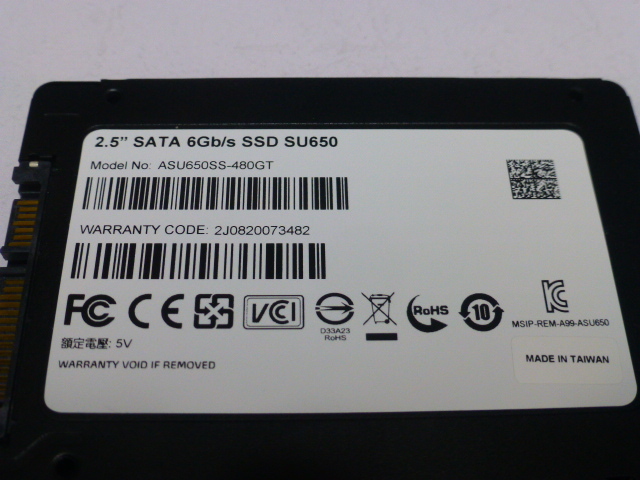 2.5" SATA 6Gb/s SSD SU650
Model No: ASU650SS-480GT
WARRANTY CODE: 2J0820073482
FC CE VCI RoHS 10
D33A23
RoHS
MSIP-REM-A99-ASU650
額定電壓: 5V
MADE IN TAIWAN
WARRANTY VOID IF REMOVED